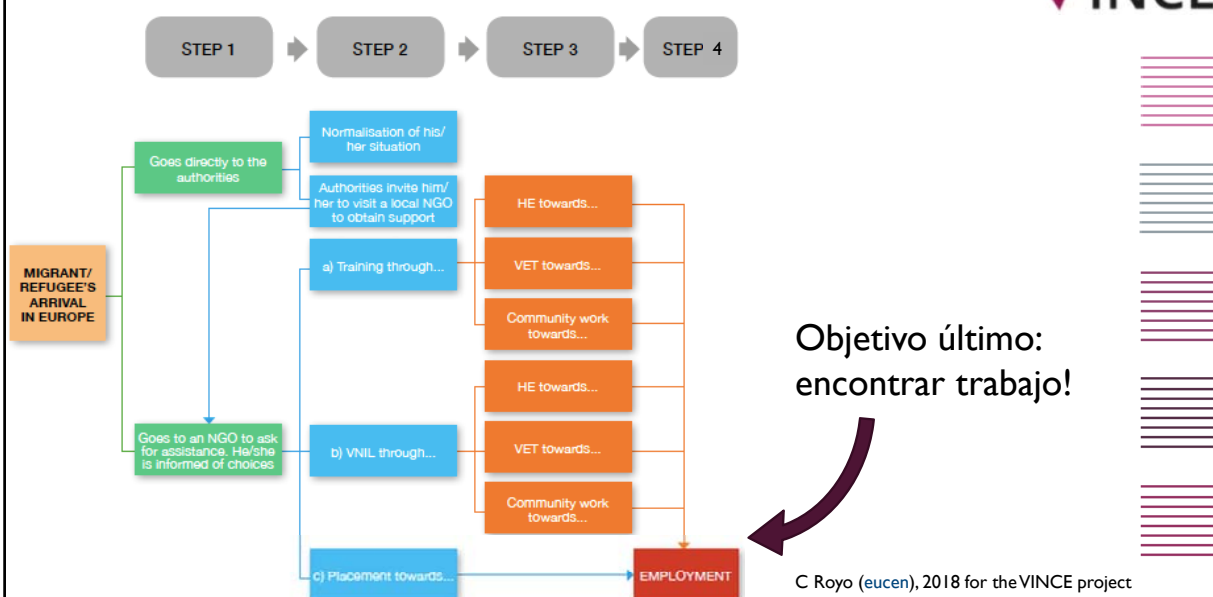 INCE
STEP 1
STEP 2
STEP 3
STEP 4
Normalisation of his/
her situation
Goes directly to the
authorities
Authorities invite him/
her to visit a local NGO
to obtain support
HE towards...
a) Training through...
VET towards...
MIGRANT/
REFUGEE'S
ARRIVAL
IN EUROPE
Community work
towards...
Objetivo último:
encontrar trabajo!
HE towards...
Goes to an NGO to ask
for assistance. He/she
is informed of choices
b) VNIL through...
VET towards...
Community work
towards...
c) Placement towards...
EMPLOYMENT
C Royo (eucen), 2018 for the VINCE project